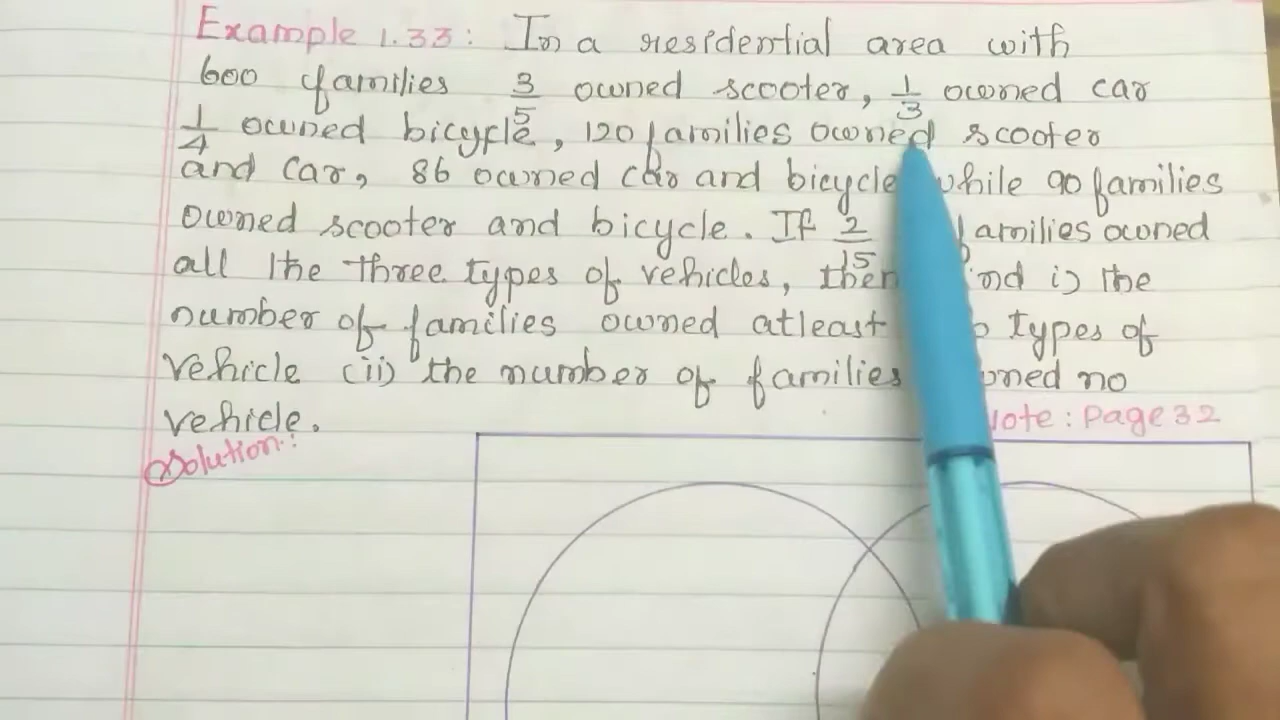 Example 1.33: In a residential area with
600 families 3/5 owned scooter, 1/3 owned car
1/4 owned bicycle, 120 families owned scooter
and car, 86 owned car and bicycle while 90 families
owned scooter and bicycle. If 2/15 families owned
all the three types of vehicles, then i) the
number of families owned atleast types of
vehicle (ii) the number of families no
vehicle.
Note: page 32
Solution: